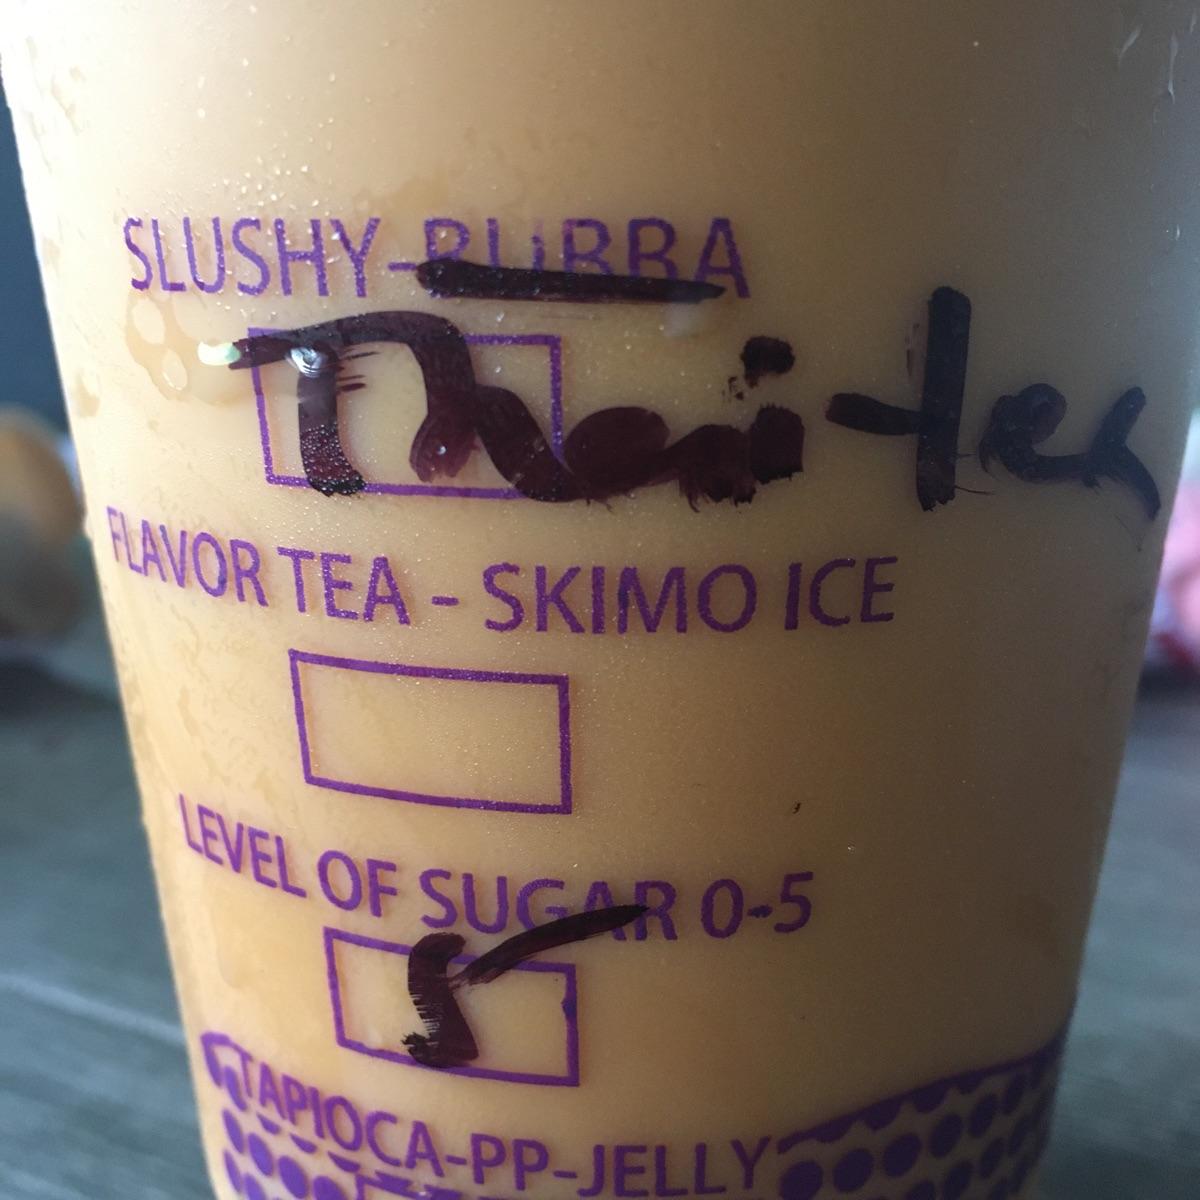 SLUSHY-BUBBA
Thai tea
FLAVOR TEA - SKIMO ICE
LEVEL OF SUGAR 0-5
5
TAPIOCA-PP-JELLY